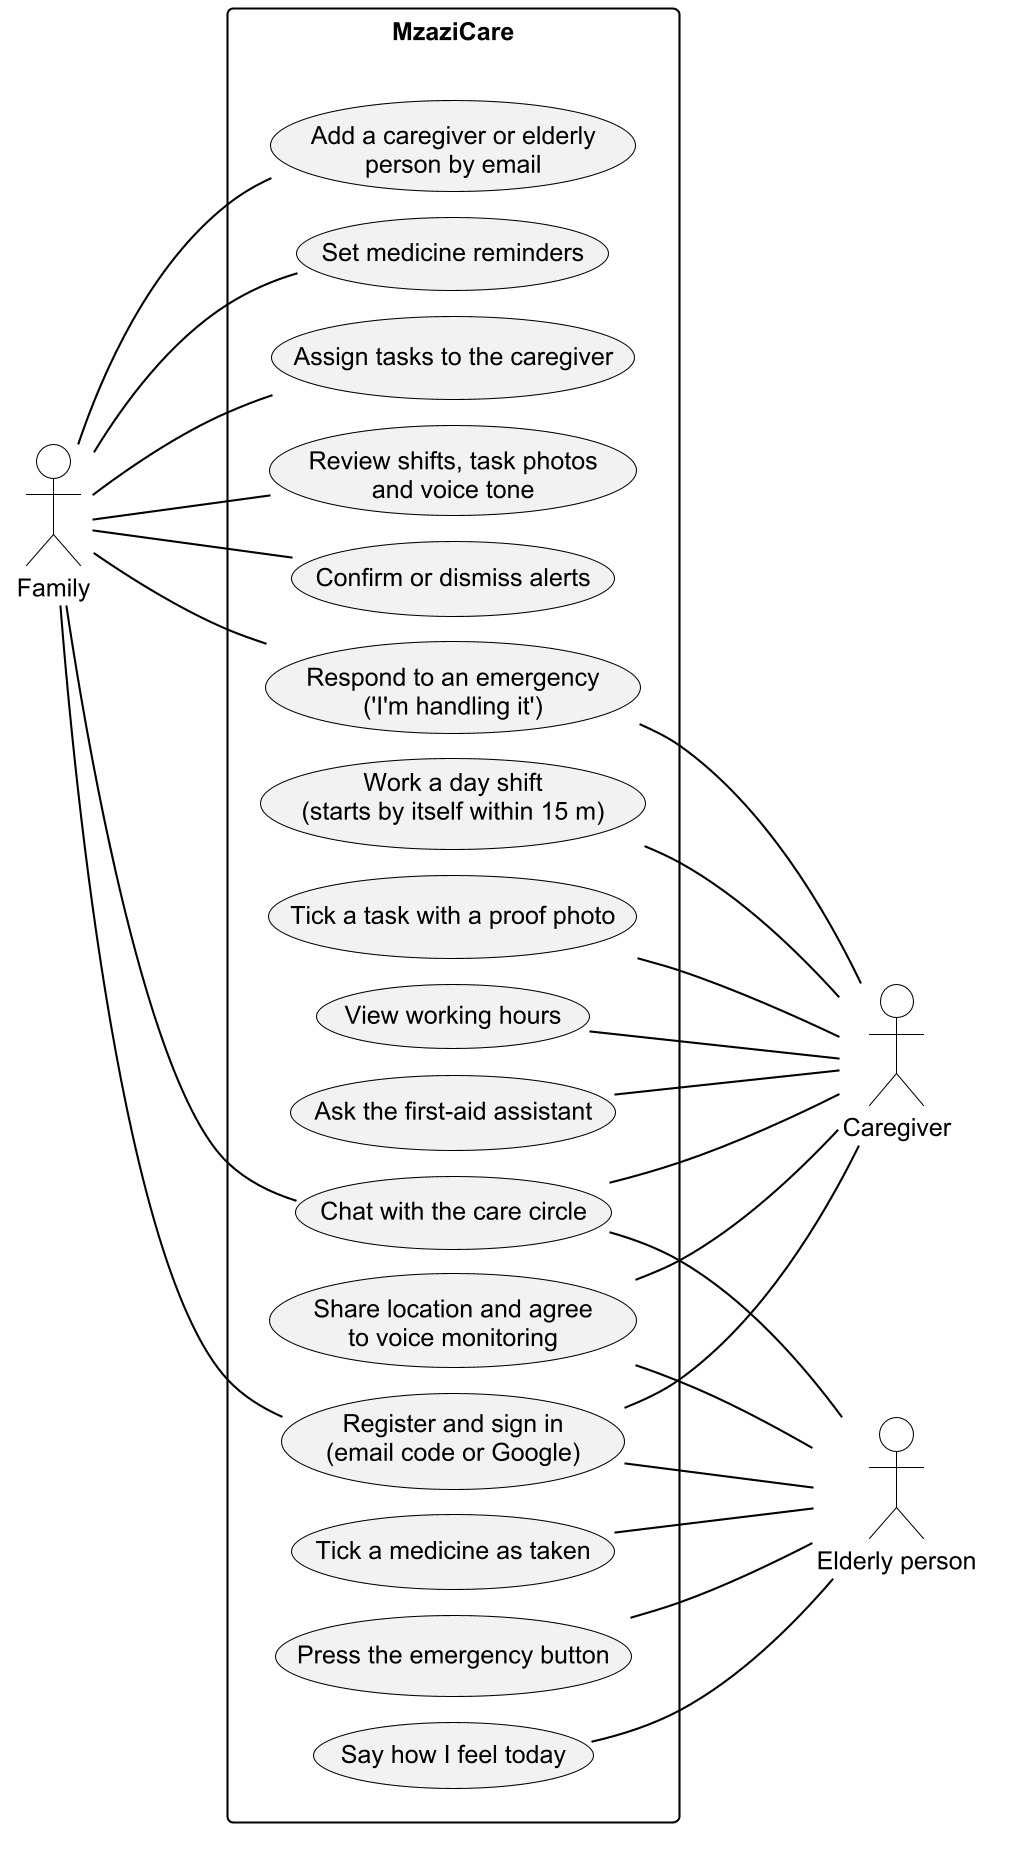 MzaziCare
Add a caregiver or elderly
person by email
Set medicine reminders
Assign tasks to the caregiver
Review shifts, task photos
and voice tone
Confirm or dismiss alerts
Family
Respond to an emergency
('I'm handling it')
Work a day shift
(starts by itself within 15 m)
Tick a task with a proof photo
View working hours
Ask the first-aid assistant
Caregiver
Chat with the care circle
Share location and agree
to voice monitoring
Register and sign in
(email code or Google)
Tick a medicine as taken
Elderly person
Press the emergency button
Say how I feel today